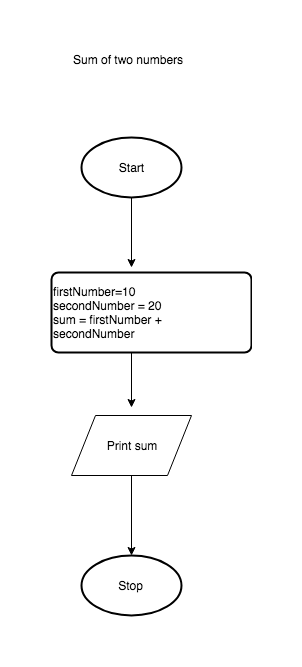 Sum of two numbers
Start
firstNumber=10
secondNumber = 20
sum = firstNumber +
secondNumber
Print sum
Stop